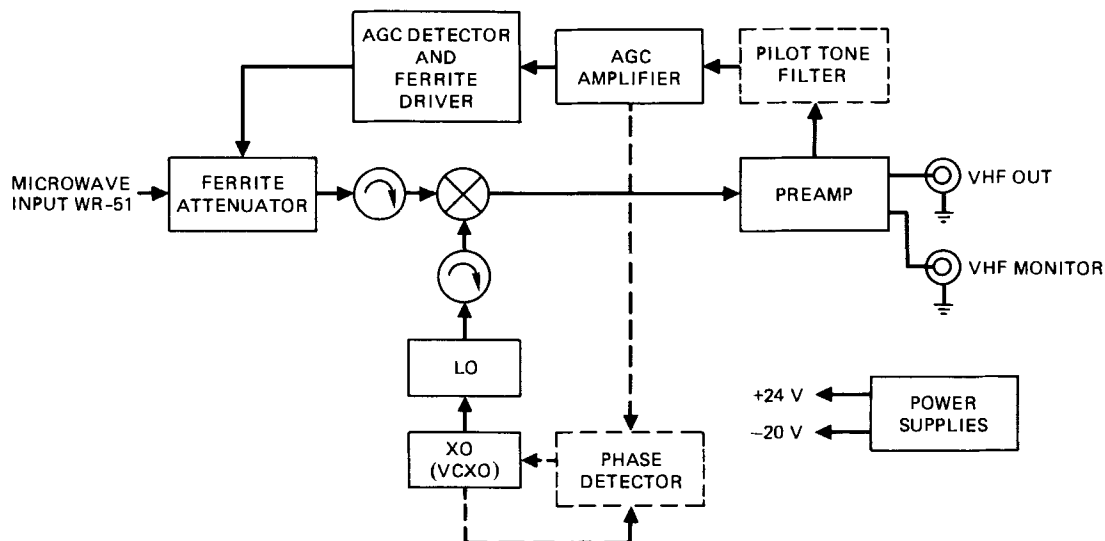 AGC DETECTOR
AND
FERRITE
DRIVER
AGC
AMPLIFIER
PILOT TONE
FILTER
MICROWAVE
INPUT WR-51
FERRITE
ATTENUATOR
PREAMP
VHF OUT
VHF MONITOR
LO
XO
(VCXO)
PHASE
DETECTOR
+24 V
−20 V
POWER
SUPPLIES